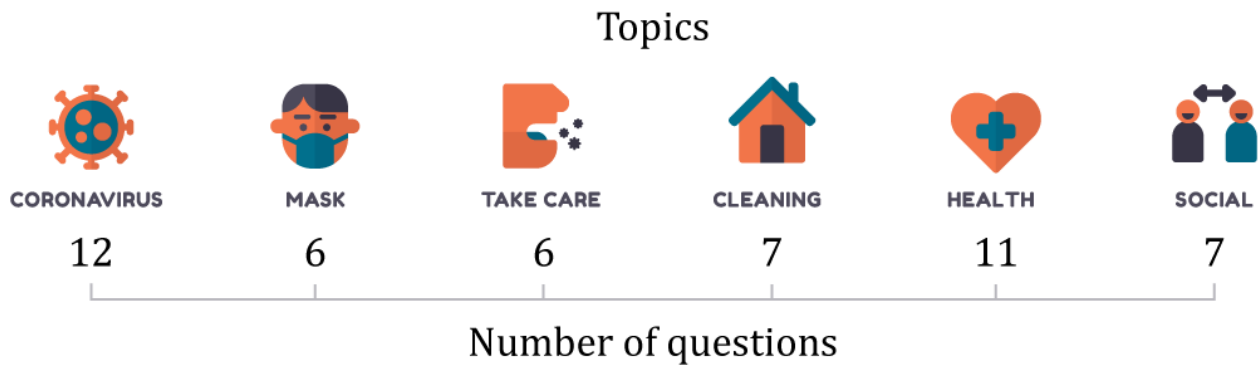 Topics
CORONAVIRUS MASK TAKE CARE CLEANING HEALTH SOCIAL
12 6 6 7 11 7
Number of questions